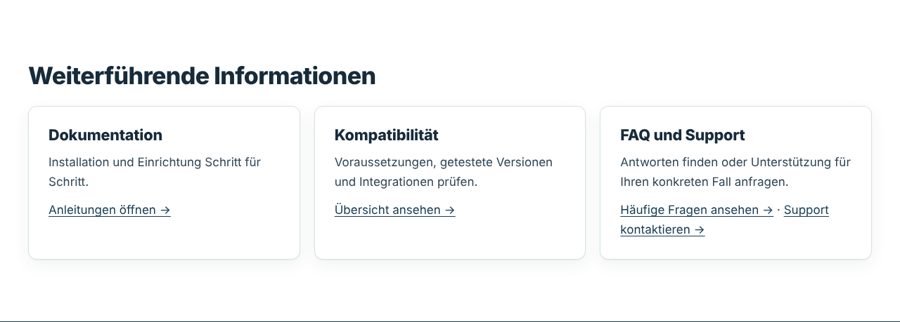 Weiterführende Informationen
Dokumentation
Installation und Einrichtung Schritt für
Schritt.
Anleitungen öffnen →
Kompatibilität
Voraussetzungen, getestete Versionen
und Integrationen prüfen.
Übersicht ansehen →
FAQ und Support
Antworten finden oder Unterstützung für
Ihren konkreten Fall anfragen.
Häufige Fragen ansehen → · Support
kontaktieren →